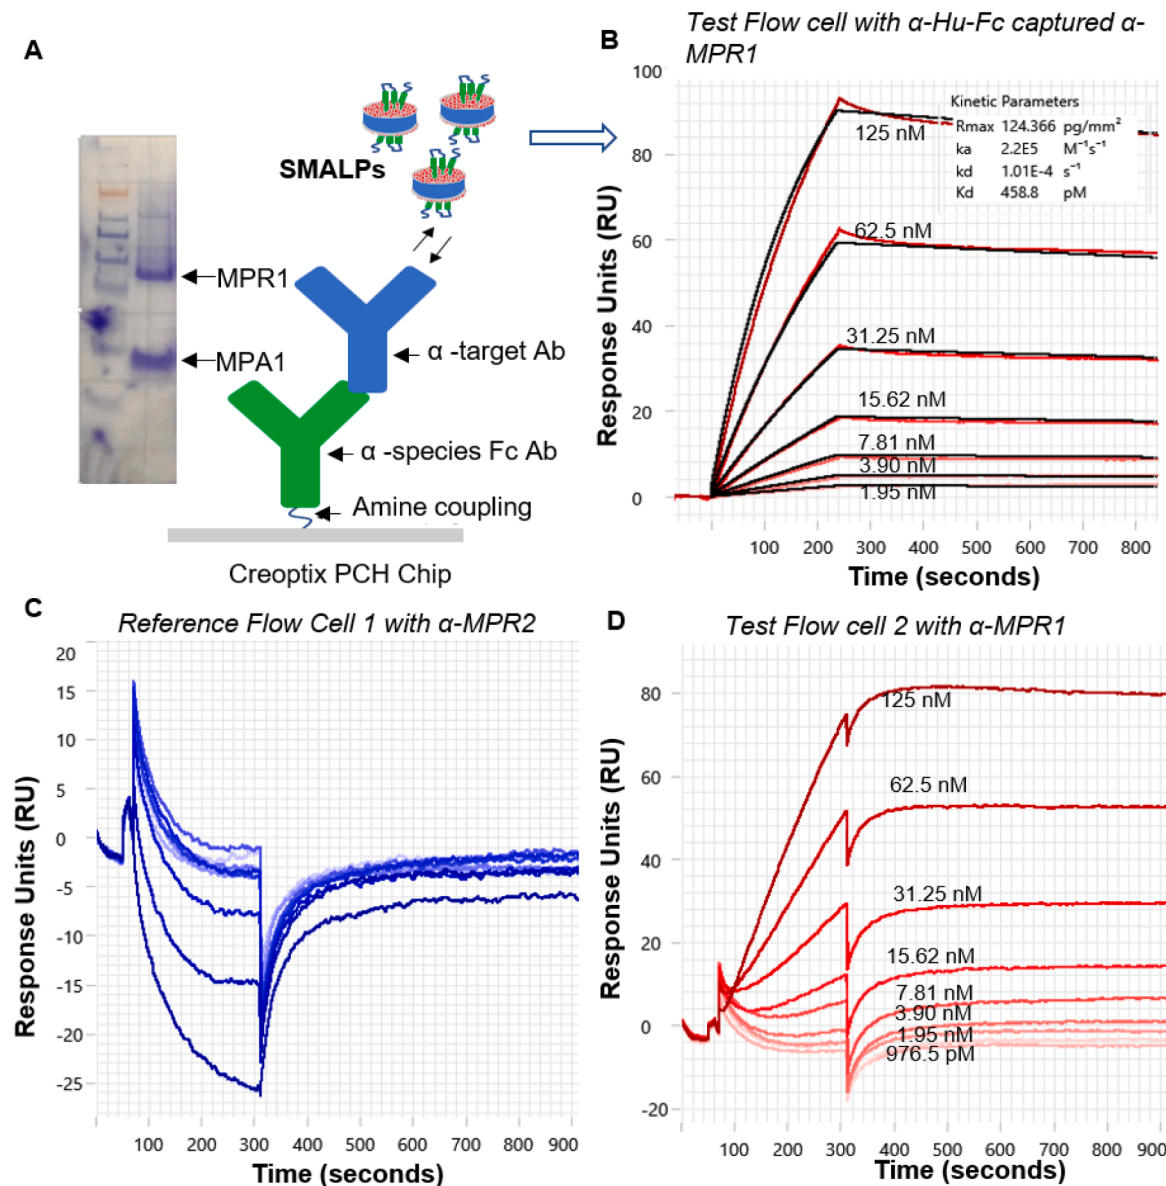 A
SMALPs
MPR1
MPA1
α -target Ab
α -species Fc Ab
Amine coupling
Creoptix PCH Chip
B
Test Flow cell with α-Hu-Fc captured α-
MPR1
Response Units (RU)
100
80
60
40
20
0
Kinetic Parameters
Rmax 124.366 pg/mm²
ka 2.2E5 M⁻¹s⁻¹
kd 1.01E-4 s⁻¹
Kd 458.8 pM
125 nM
62.5 nM
31.25 nM
15.62 nM
7.81 nM
3.90 nM
1.95 nM
100 200 300 400 500 600 700 800
Time (seconds)
C
Reference Flow Cell 1 with α-MPR2
Response Units (RU)
20
15
10
5
0
-5
-10
-15
-20
-25
100 200 300 400 500 600 700 800 900
Time (seconds)
D
Test Flow cell 2 with α-MPR1
Response Units (RU)
80
60
40
20
0
-20
125 nM
62.5 nM
31.25 nM
15.62 nM
7.81 nM
3.90 nM
1.95 nM
976.5 pM
100 200 300 400 500 600 700 800 900
Time (seconds)